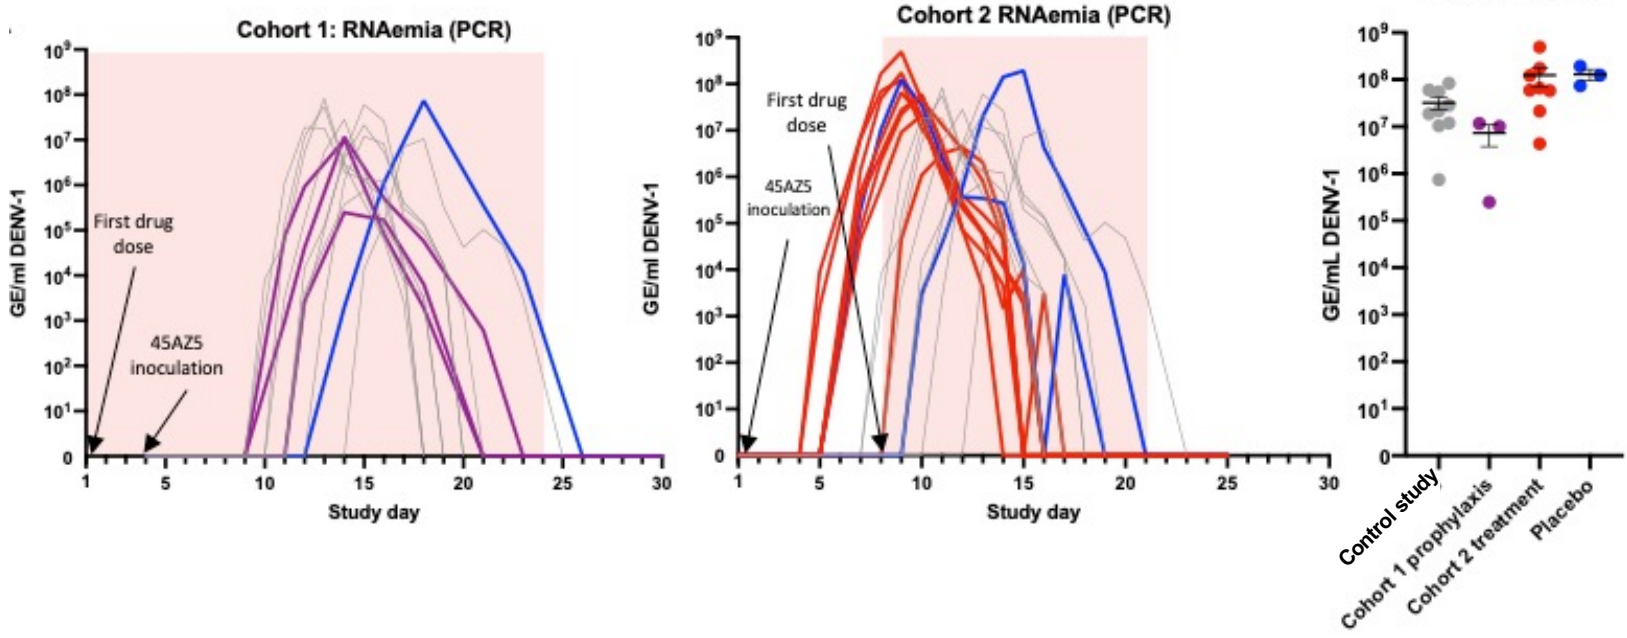 Cohort 1: RNAemia (PCR)
10⁹
10⁸
10⁷
10⁶
10⁵
10⁴
10³
10²
10¹
0
GE/ml DENV-1
First drug
dose
45AZ5
inoculation
1 5 10 15 20 25 30
Study day
Cohort 2 RNAemia (PCR)
10⁹
10⁸
10⁷
10⁶
10⁵
10⁴
10³
10²
10¹
0
GE/ml DENV-1
First drug
dose
45AZ5
inoculation
1 5 10 15 20 25 30
Study day
10⁹
10⁸
10⁷
10⁶
10⁵
10⁴
10³
10²
10¹
0
GE/mL DENV-1
Control study
Cohort 1 prophylaxis
Cohort 2 treatment
Placebo